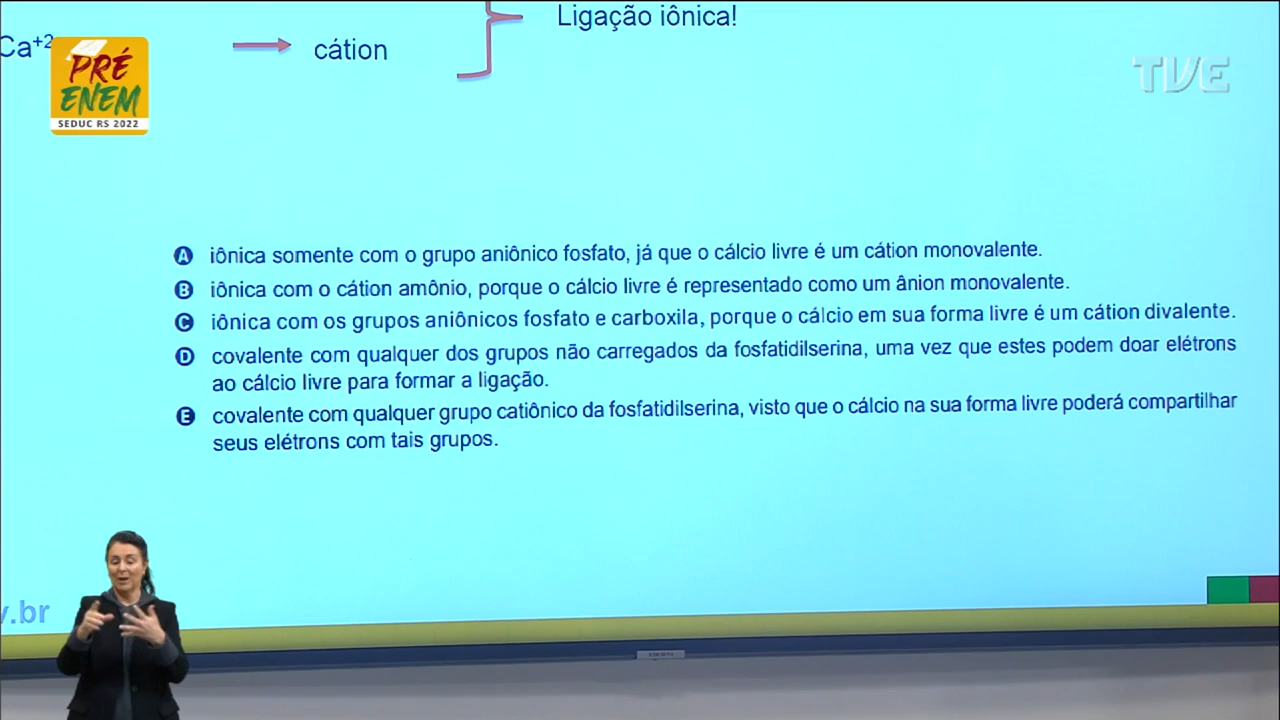 Ligação iônica!
Ca+2
cátion
PRÉ
ENEM
SEDUC RS 2022
TVE
A iônica somente com o grupo aniônico fosfato, já que o cálcio livre é um cátion monovalente.
B iônica com o cátion amônio, porque o cálcio livre é representado como um ânion monovalente.
C iônica com os grupos aniônicos fosfato e carboxila, porque o cálcio em sua forma livre é um cátion divalente.
D covalente com qualquer dos grupos não carregados da fosfatidilserina, uma vez que estes podem doar elétrons
ao cálcio livre para formar a ligação.
E covalente com qualquer grupo catiônico da fosfatidilserina, visto que o cálcio na sua forma livre poderá compartilhar
seus elétrons com tais grupos.
v.br